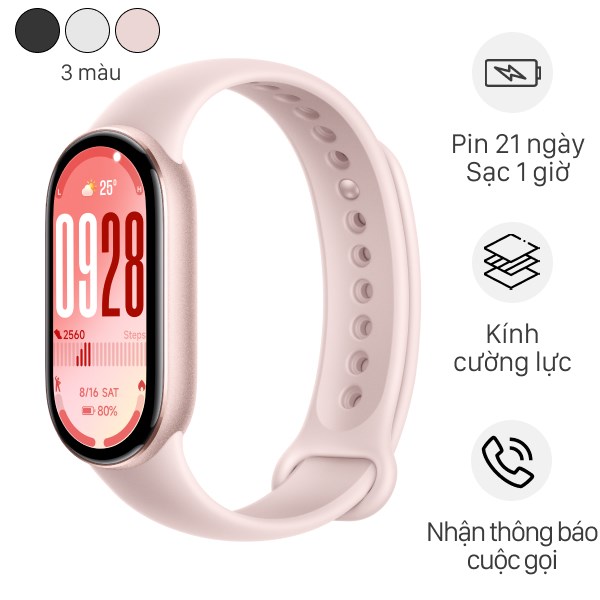 3 màu
L
H
25°
09 28
2560
Steps
8/16 SAT
80%
Pin 21 ngày
Sạc 1 giờ
Kính
cường lực
Nhận thông báo
cuộc gọi